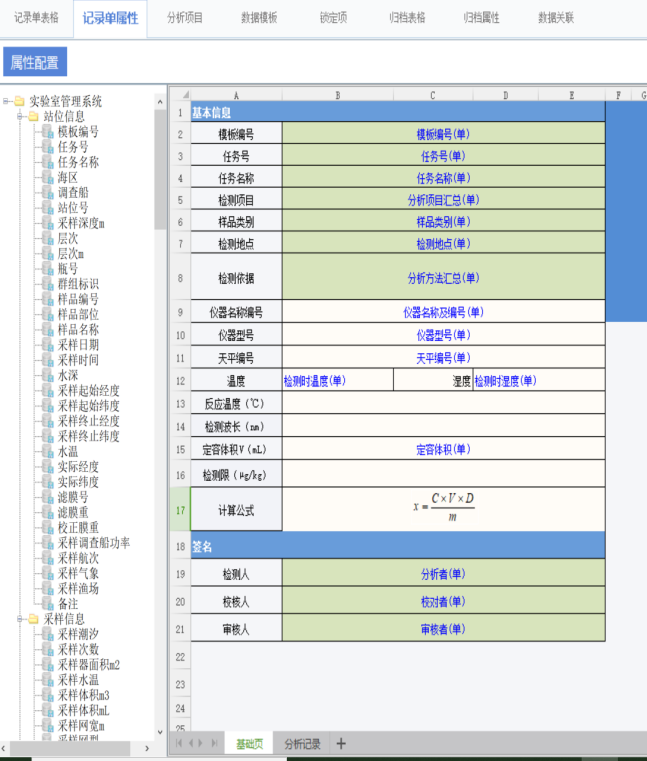 记录单表格 记录单属性 分析项目 数据模板 锁定项 归档表格 归档属性 数据关联
属性配置
实验室管理系统
站位信息
模板编号
任务号
任务名称
海区
调查船
站位号
采样深度m
层次
层次m
瓶号
群组标识
样品编号
样品部位
样品名称
采样日期
采样时间
水深
采样起始经度
采样起始纬度
采样终止经度
采样终止纬度
水温
实际经度
实际纬度
滤膜号
滤膜重
校正膜重
采样调查船功率
采样航次
采样气象
采样渔场
备注
采样信息
采样潮汐
采样次数
采样器面积m2
采样水温
采样体积m3
采样体积mL
采样网宽m
采样网型
A B C D E F G
1 基本信息
2 模板编号 模板编号(单)
3 任务号 任务号(单)
4 任务名称 任务名称(单)
5 检测项目 分析项目汇总(单)
6 样品类别 样品类别(单)
7 检测地点 检测地点(单)
8 检测依据 分析方法汇总(单)
9 仪器名称编号 仪器名称及编号(单)
10 仪器型号 仪器型号(单)
11 天平编号 天平编号(单)
12 温度 检测时温度(单) 湿度 检测时湿度(单)
13 反应温度（℃）
14 检测波长（nm）
15 定容体积V（mL） 定容体积(单)
16 检测限（μg/kg）
17 计算公式 x = C×V×D / m
18 签名
19 检测人 分析者(单)
20 校核人 核对者(单)
21 审核人 审核者(单)
22
23
24
25
基础页 分析记录 +